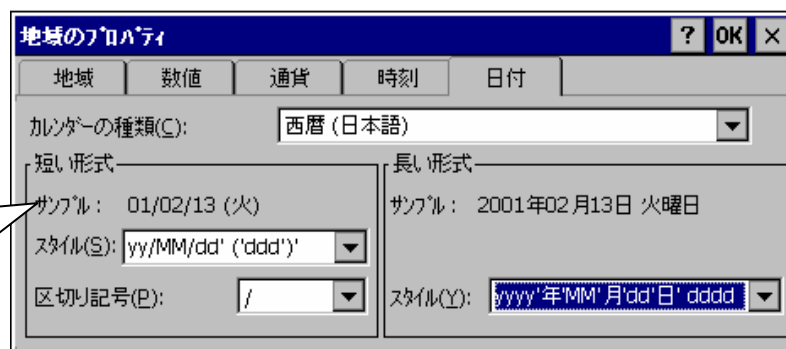 地域のプロパティ ? OK ×
地域 数値 通貨 時刻 日付
カレンダーの種類(C): 西暦 (日本語)
短い形式
サンプル : 01/02/13 (火)
スタイル(S): yy/MM/dd' ('ddd')'
区切り記号(P): /
長い形式
サンプル : 2001年02月13日 火曜日
スタイル(Y): yyyy'年'MM'月'dd'日' dddd